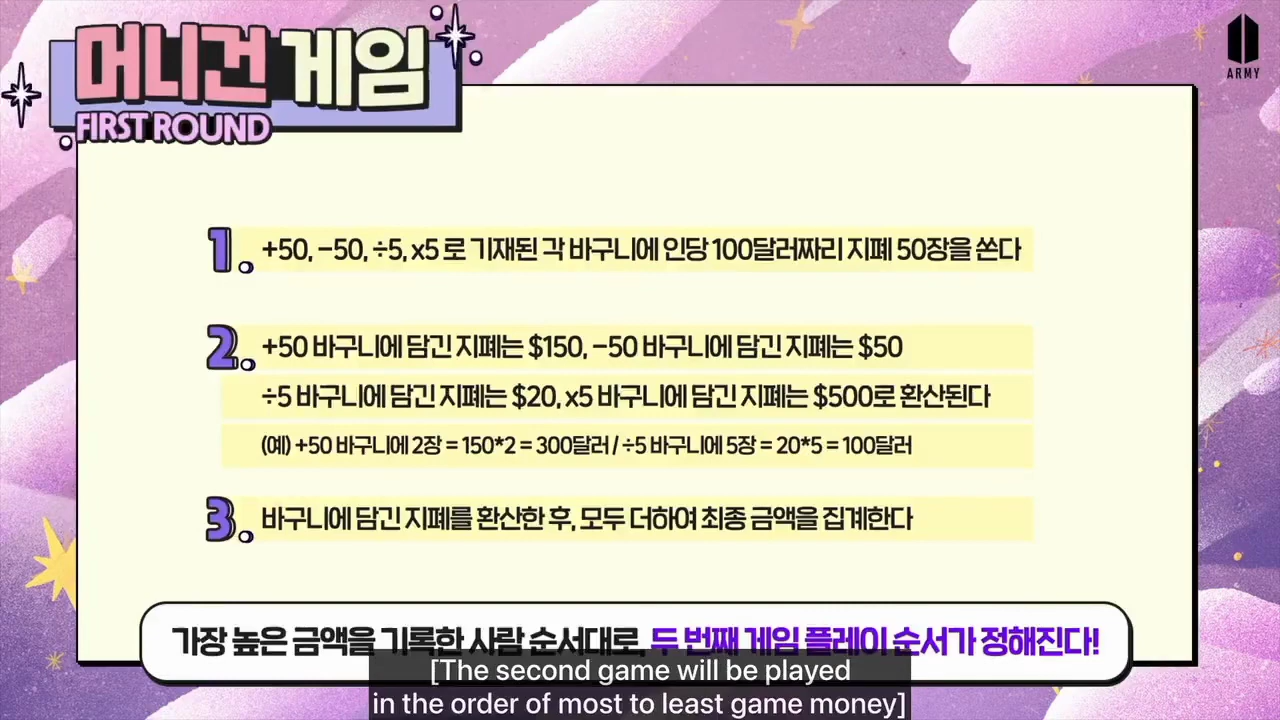 머니건 게임
FIRST ROUND
ARMY
1. +50, −50, ÷5, x5 로 기재된 각 바구니에 인당 100달러짜리 지폐 50장을 쏜다
2. +50 바구니에 담긴 지폐는 $150, −50 바구니에 담긴 지폐는 $50
÷5 바구니에 담긴 지폐는 $20, x5 바구니에 담긴 지폐는 $500로 환산된다
(예) +50 바구니에 2장 = 150*2 = 300달러 / ÷5 바구니에 5장 = 20*5 = 100달러
3. 바구니에 담긴 지폐를 환산한 후, 모두 더하여 최종 금액을 집계한다
가장 높은 금액을 기록한 사람 순서대로, 두 번째 게임 플레이 순서가 정해진다!
[The second game will be played
in the order of most to least game money]